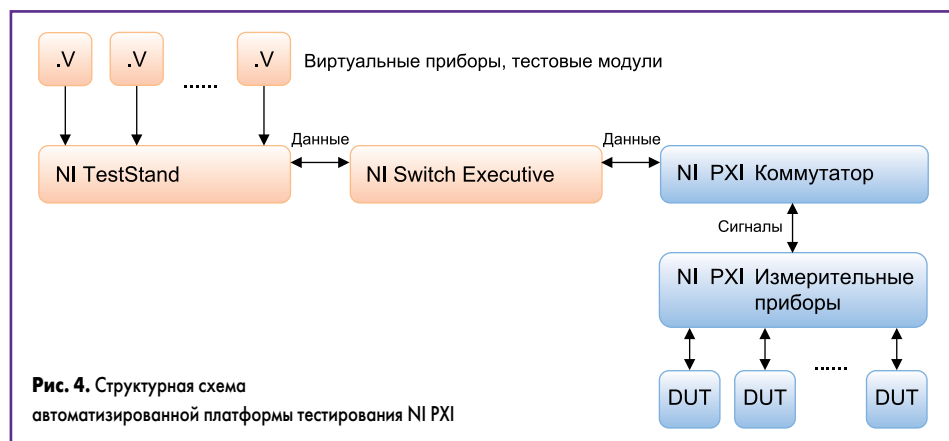 .V .V ...... .V Виртуальные приборы, тестовые модули
Данные Данные
NI TestStand NI Switch Executive NI PXI Коммутатор
Сигналы
NI PXI Измерительные
приборы
......
DUT DUT DUT
Рис. 4. Структурная схема
автоматизированной платформы тестирования NI PXI